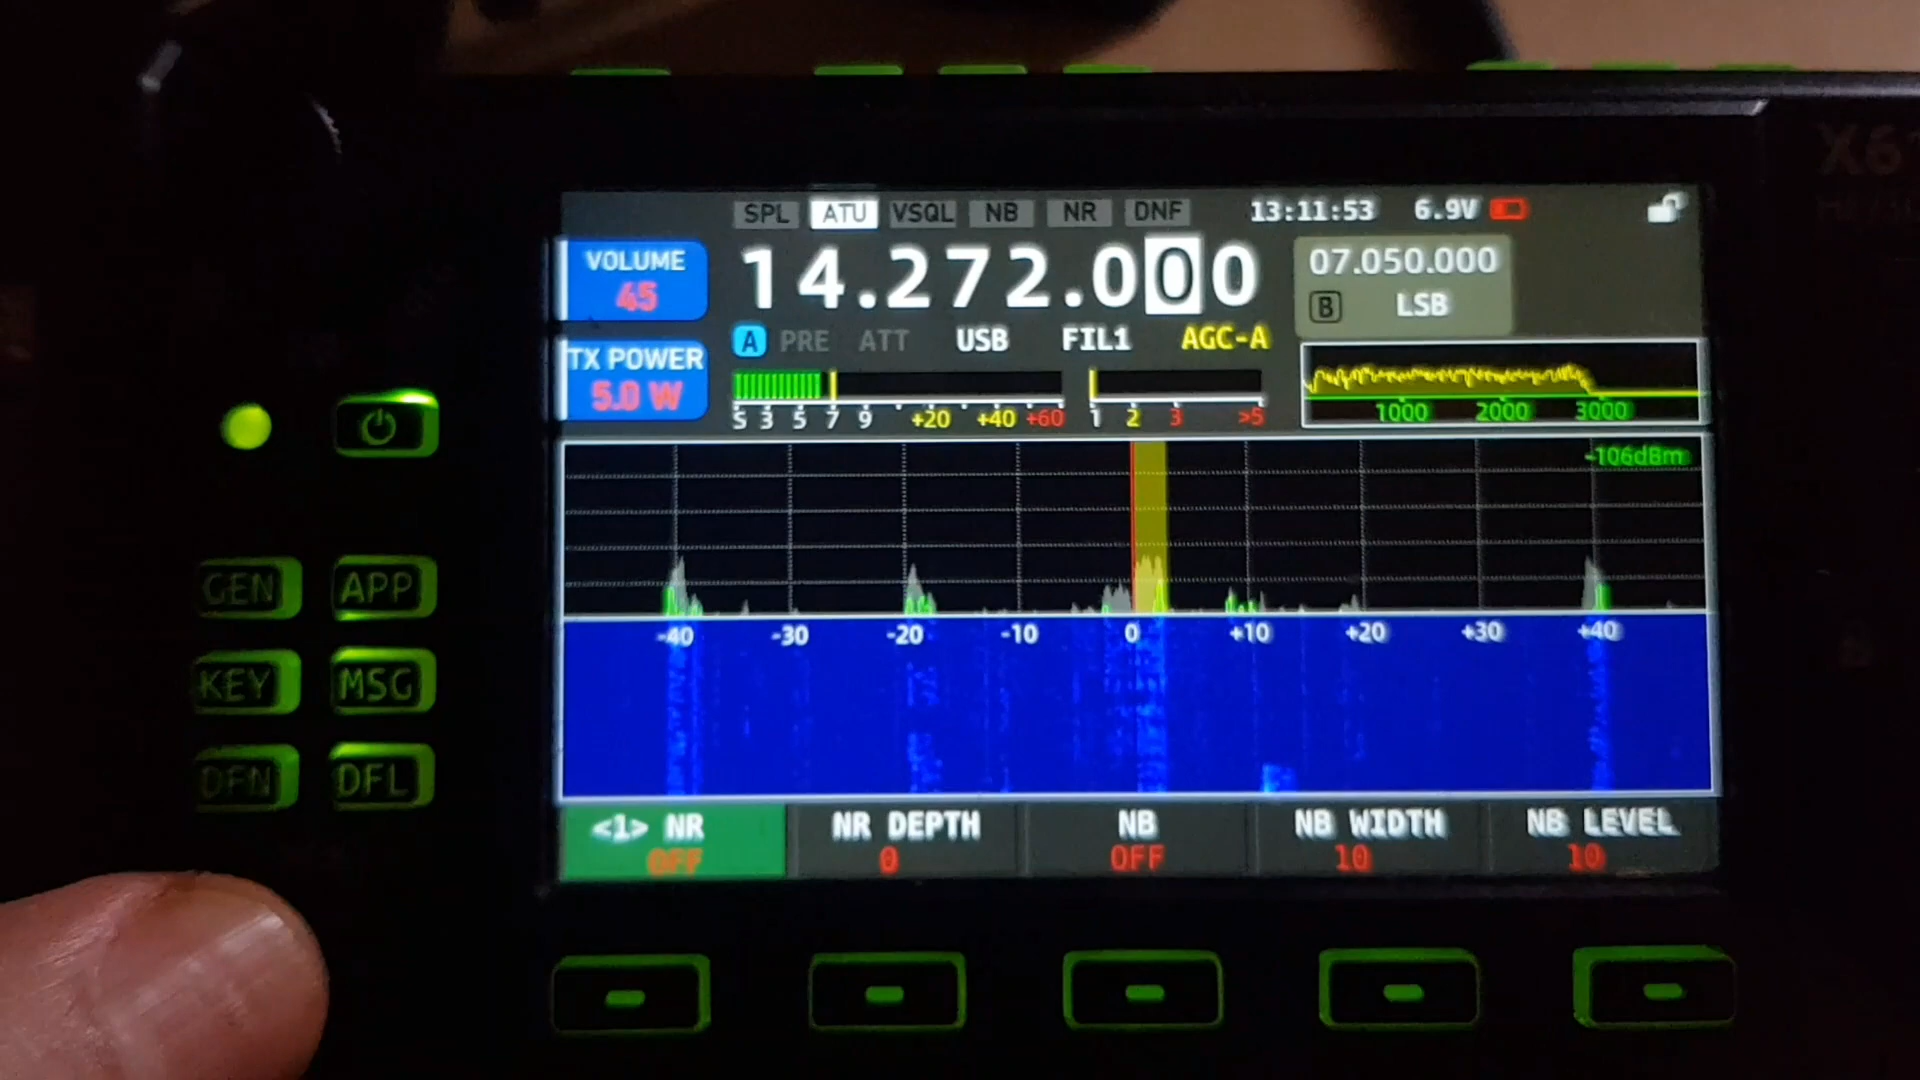 X6
SPL ATU VSQL NB NR DNF 13:11:53 6.9V
VOLUME
45
14.272.000
07.050.000
B LSB
A PRE ATT USB FIL1 AGC-A
TX POWER
5.0 W
S 3 5 7 9 +20 +40 +60
1 2 3 >5
1000 2000 3000
-106dBm
-40 -30 -20 -10 0 +10 +20 +30 +40
GEN APP
KEY MSG
DFN DFL
<1> NR
OFF
NR DEPTH
0
NB
OFF
NB WIDTH
10
NB LEVEL
10